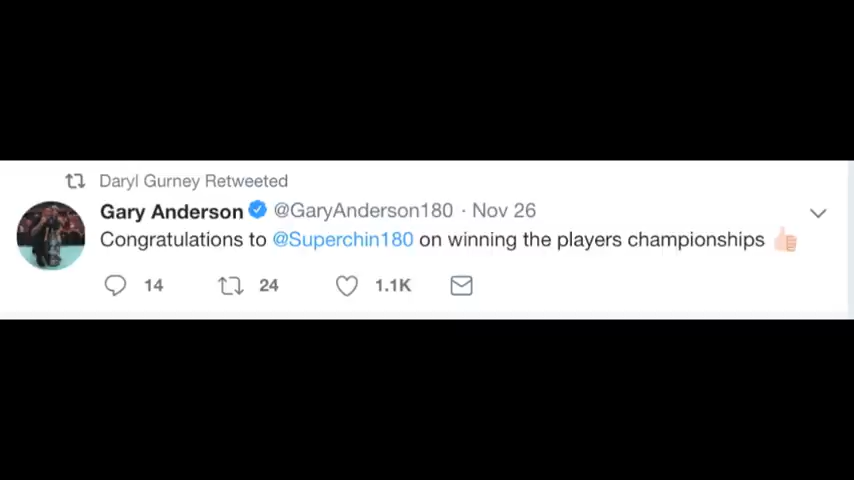 Daryl Gurney Retweeted
Gary Anderson @GaryAnderson180 · Nov 26
Congratulations to @Superchin180 on winning the players championships 👍🏻
14 24 1.1K